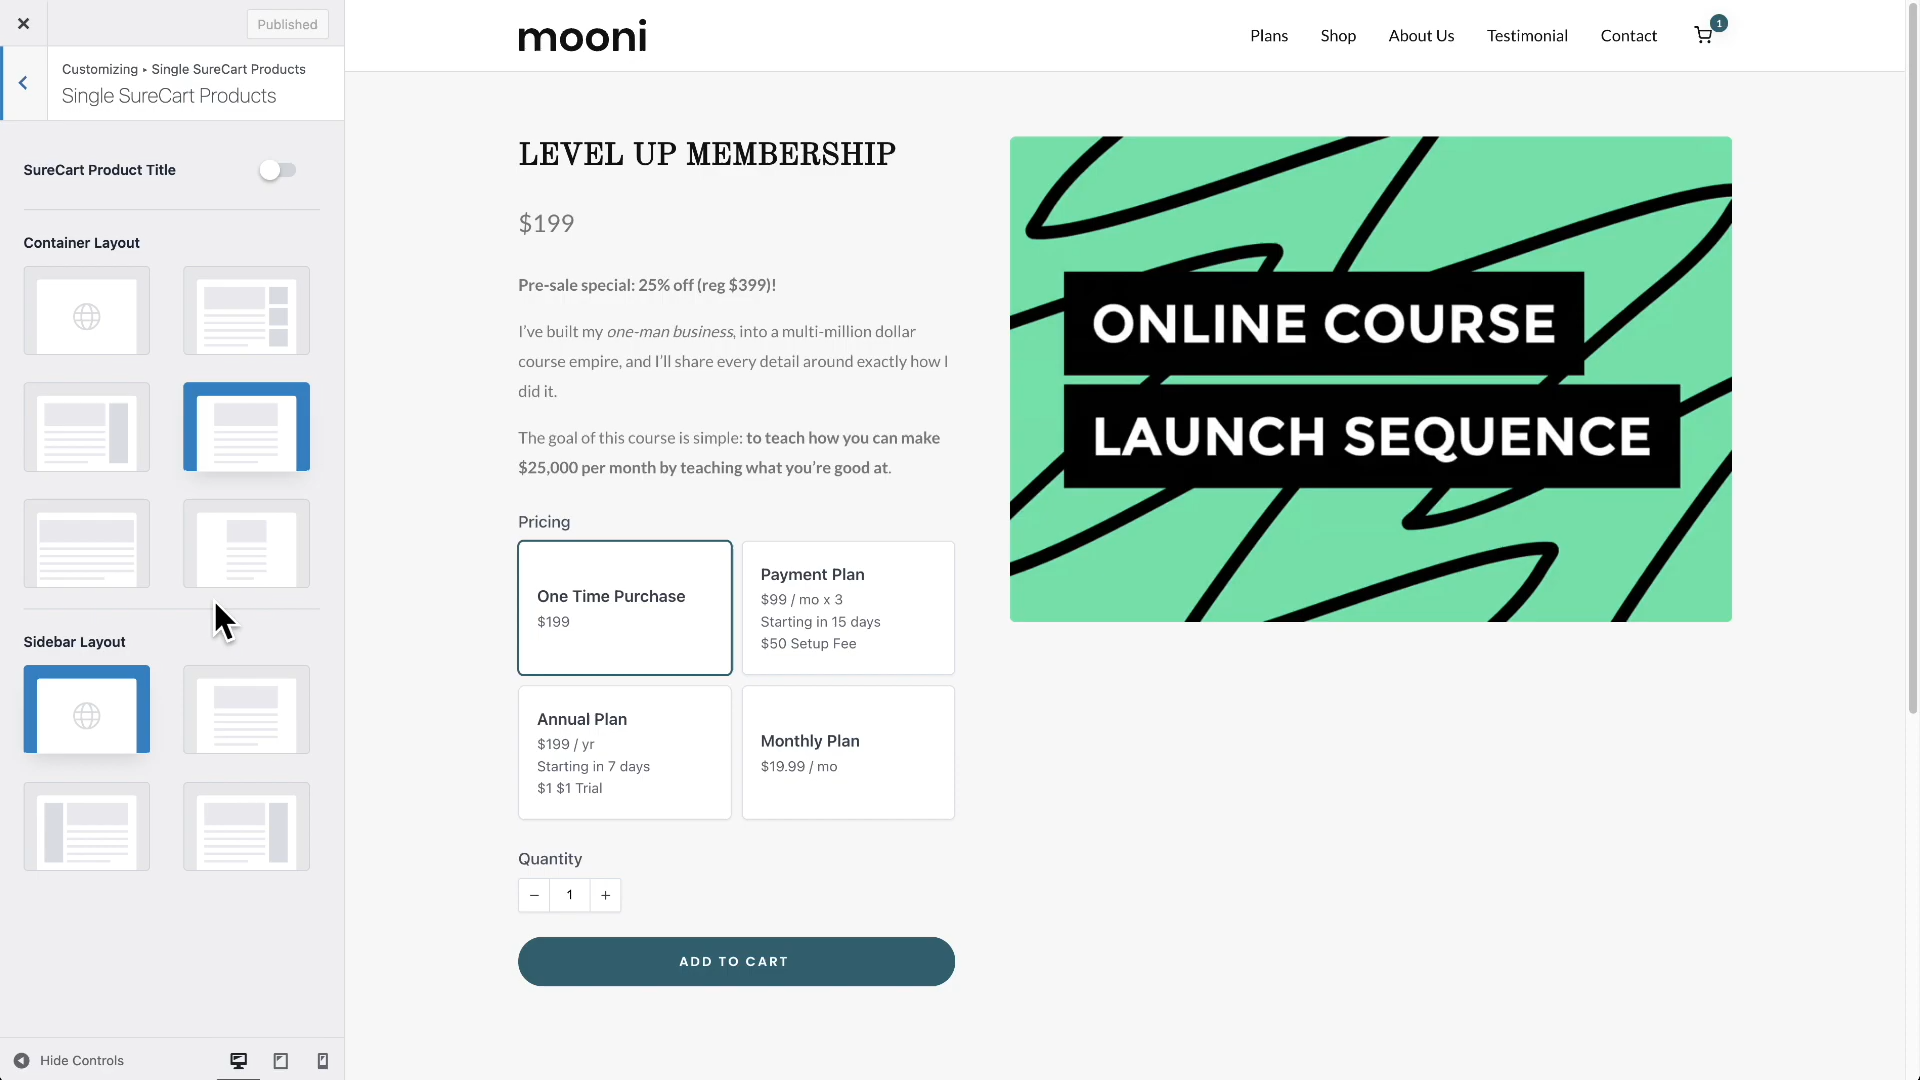 Published
Customizing ▸ Single SureCart Products
Single SureCart Products
SureCart Product Title
Container Layout
Sidebar Layout
Hide Controls
mooni
Plans
Shop
About Us
Testimonial
Contact
1
LEVEL UP MEMBERSHIP
$199
Pre-sale special: 25% off (reg $399)!
I've built my one-man business, into a multi-million dollar
course empire, and I'll share every detail around exactly how I
did it.
The goal of this course is simple: to teach how you can make
$25,000 per month by teaching what you're good at.
Pricing
One Time Purchase
$199
Payment Plan
$99 / mo x 3
Starting in 15 days
$50 Setup Fee
Annual Plan
$199 / yr
Starting in 7 days
$1 $1 Trial
Monthly Plan
$19.99 / mo
Quantity
− 1 +
ADD TO CART
ONLINE COURSE
LAUNCH SEQUENCE